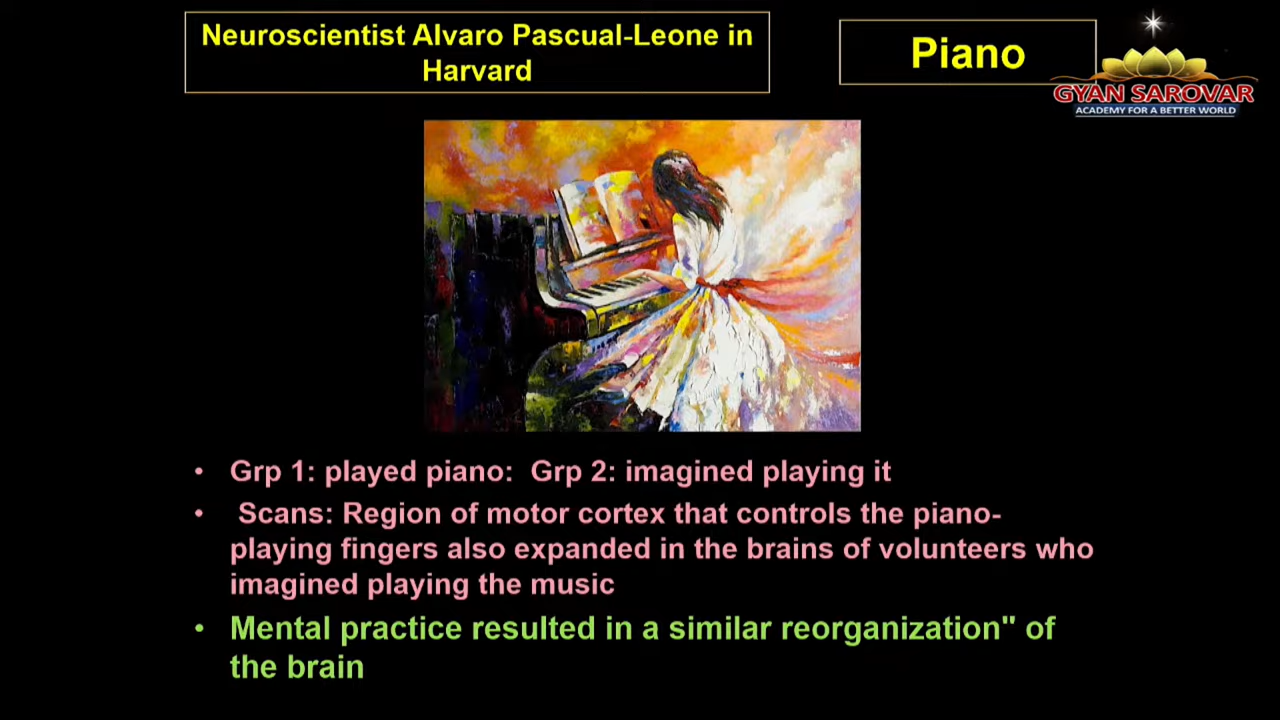 Neuroscientist Alvaro Pascual-Leone in
Harvard
Piano
GYAN SAROVAR
ACADEMY FOR A BETTER WORLD
• Grp 1: played piano:  Grp 2: imagined playing it
• Scans: Region of motor cortex that controls the piano-
playing fingers also expanded in the brains of volunteers who
imagined playing the music
• Mental practice resulted in a similar reorganization" of
the brain